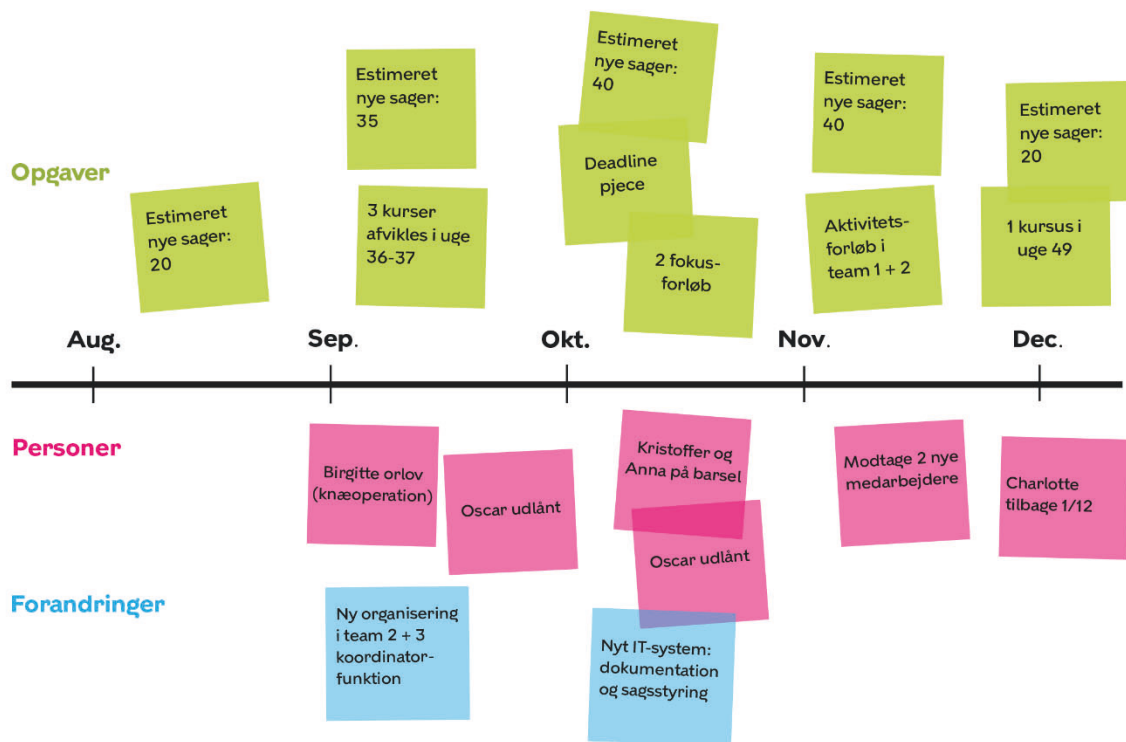 Opgaver
Estimeret
nye sager:
20
Estimeret
nye sager:
35
3 kurser
afvikles i uge
36-37
Estimeret
nye sager:
40
Deadline
pjece
2 fokus-
forløb
Estimeret
nye sager:
40
Aktivitets-
forløb i
team 1 + 2
Estimeret
nye sager:
20
1 kursus i
uge 49
Aug.
Sep.
Okt.
Nov.
Dec.
Personer
Birgitte orlov
(knæoperation)
Oscar udlånt
Kristoffer og
Anna på barsel
Oscar udlånt
Modtage 2 nye
medarbejdere
Charlotte
tilbage 1/12
Forandringer
Ny organisering
i team 2 + 3
koordinator-
funktion
Nyt IT-system:
dokumentation
og sagsstyring